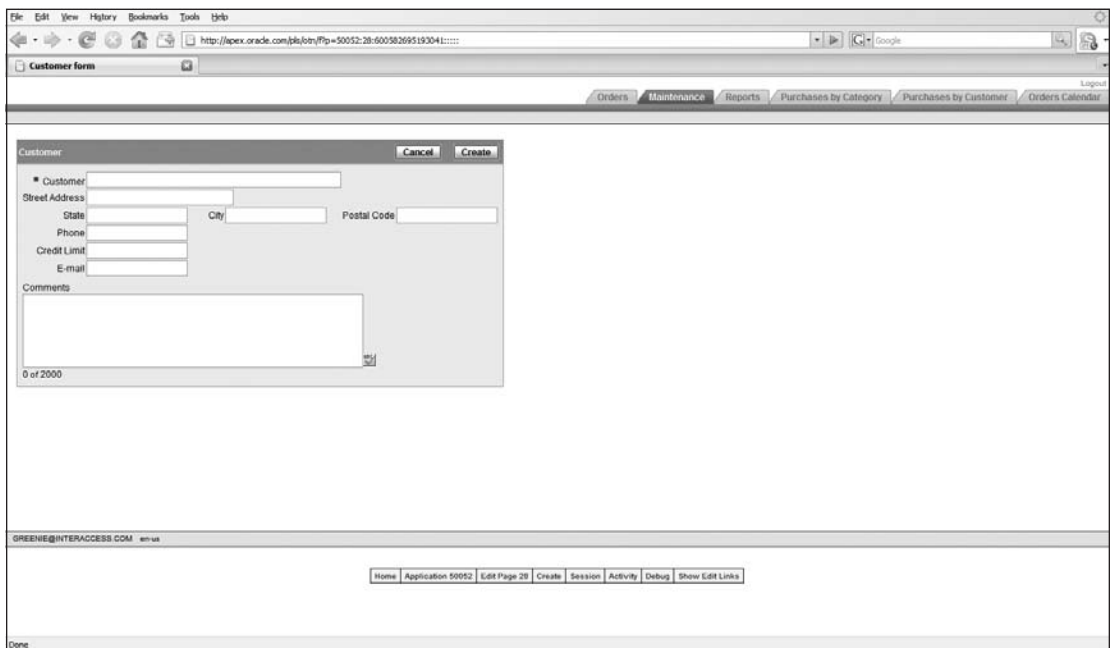 File Edit View History Bookmarks Tools Help
http://apex.oracle.com/pls/otn/f?p=50052:28:600582695193041:::::
Google
Customer form
Logout
Orders Maintenance Reports Purchases by Category Purchases by Customer Orders Calendar
Customer Cancel Create
* Customer
Street Address
State City Postal Code
Phone
Credit Limit
E-mail
Comments
0 of 2000
GREENIE@INTERACCESS.COM en-us
Home Application 50052 Edit Page 28 Create Session Activity Debug Show Edit Links
Done